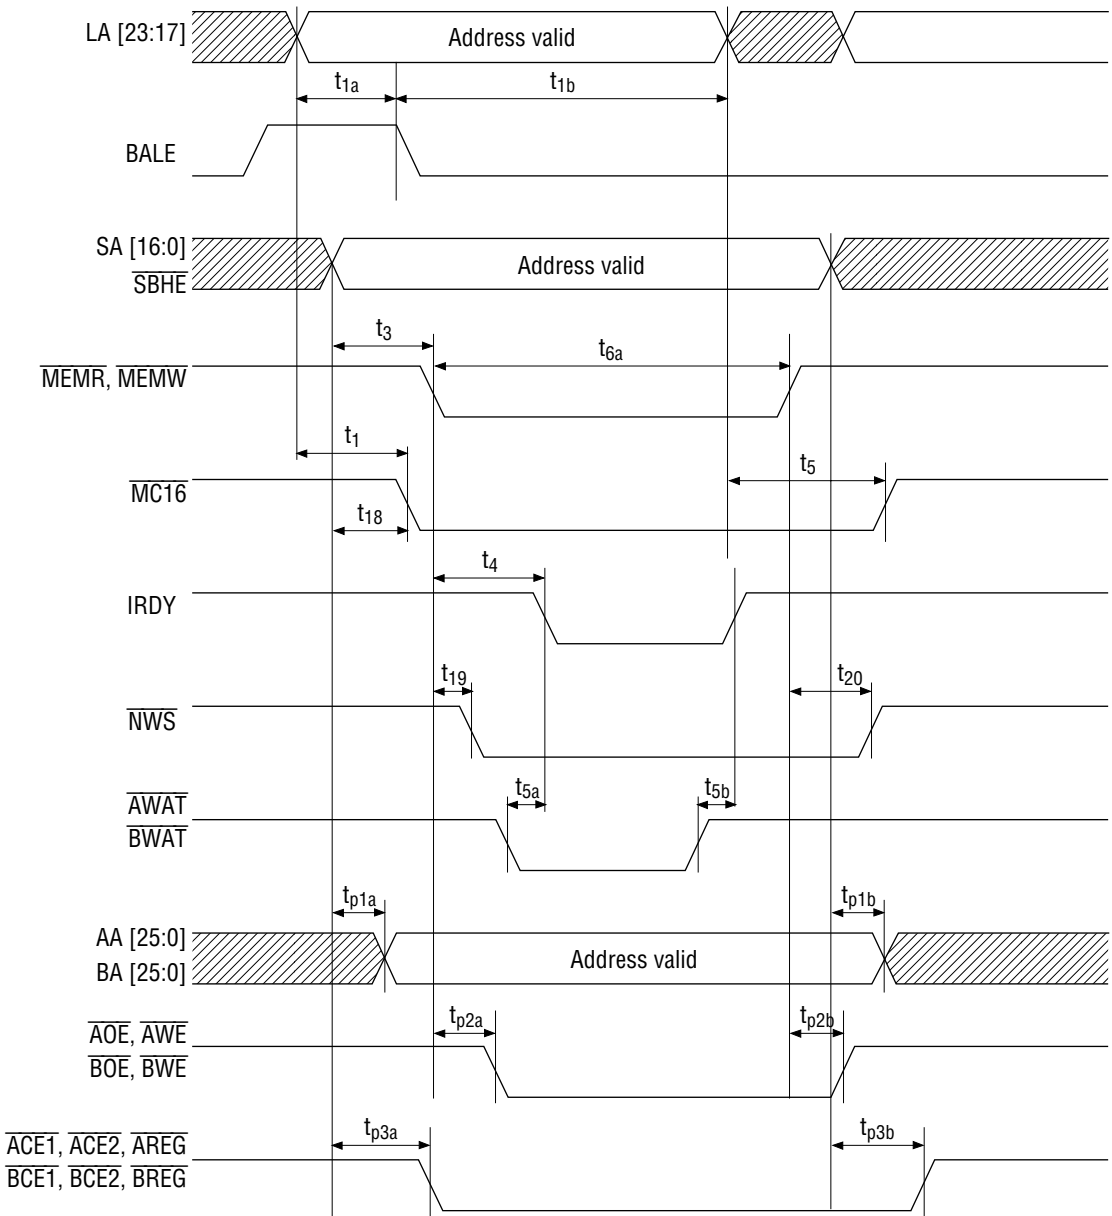 LA [23:17]
Address valid
t1a
t1b
BALE
SA [16:0]
SBHE
Address valid
t3
t6a
MEMR, MEMW
t1
t5
MC16
t18
t4
IRDY
t19
t20
NWS
t5a
t5b
AWAT
BWAT
tp1a
tp1b
AA [25:0]
BA [25:0]
Address valid
tp2a
tp2b
AOE, AWE
BOE, BWE
tp3a
tp3b
ACE1, ACE2, AREG
BCE1, BCE2, BREG